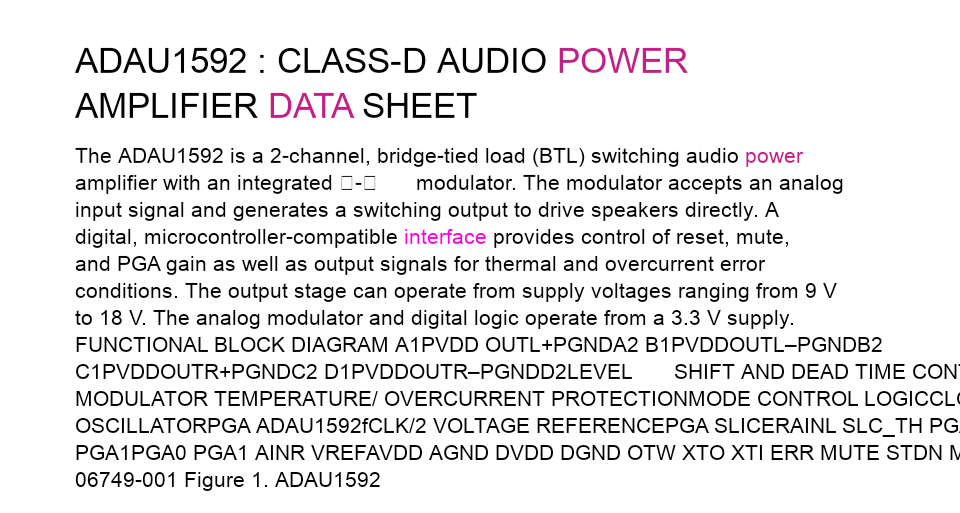 ADAU1592 : CLASS-D AUDIO POWER
AMPLIFIER DATA SHEET
The ADAU1592 is a 2-channel, bridge-tied load (BTL) switching audio power
amplifier with an integrated □-□ modulator. The modulator accepts an analog
input signal and generates a switching output to drive speakers directly. A
digital, microcontroller-compatible interface provides control of reset, mute,
and PGA gain as well as output signals for thermal and overcurrent error
conditions. The output stage can operate from supply voltages ranging from 9 V
to 18 V. The analog modulator and digital logic operate from a 3.3 V supply.
FUNCTIONAL BLOCK DIAGRAM A1PVDD OUTL+PGNDA2 B1PVDDOUTL–PGNDB2
C1PVDDOUTR+PGNDC2 D1PVDDOUTR–PGNDD2LEVEL SHIFT AND DEAD TIME
MODULATOR TEMPERATURE/ OVERCURRENT PROTECTIONMODE CONTROL
OSCILLATORPGA ADAU1592fCLK/2 VOLTAGE REFERENCEPGA SLICERAINL SLC_TH
PGA1PGA0 PGA1 AINR VREFAVDD AGND DVDD DGND OTW XTO XTI ERR MUTE STDN
06749-001 Figure 1. ADAU1592